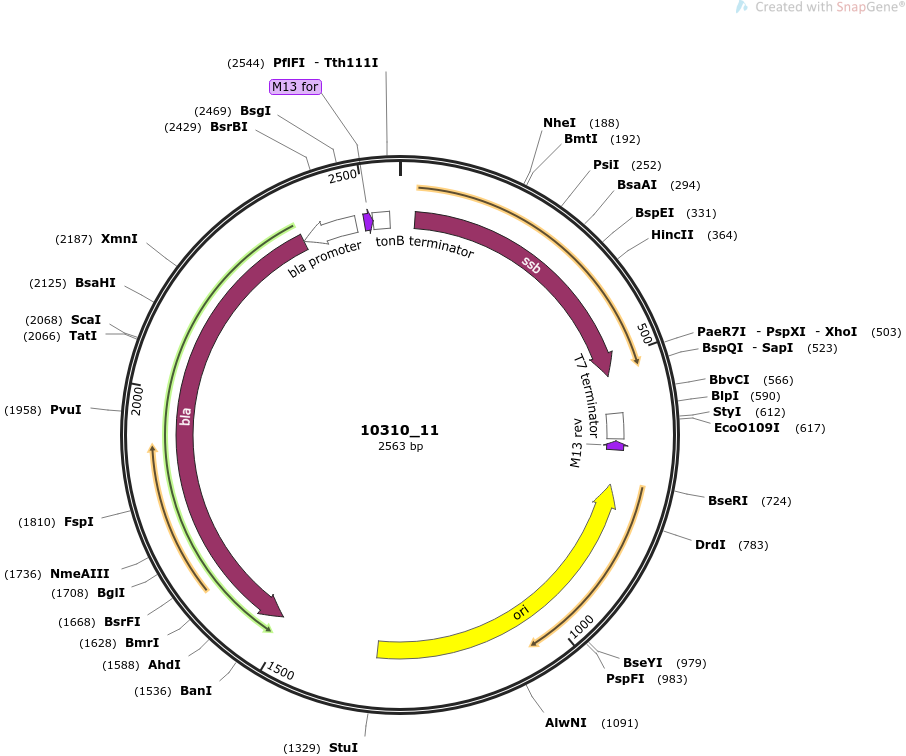 Created with SnapGene®
(2544) PflFI - Tth111I
M13 for
(2469) BsgI
(2429) BsrBI
NheI (188)
BmtI (192)
PsiI (252)
BsaAI (294)
BspEI (331)
HincII (364)
2500
(2187) XmnI
(2125) BsaHI
(2068) ScaI
(2066) TatI
(1958) PvuI
(1810) FspI
(1736) NmeAIII
(1708) BglI
(1668) BsrFI
(1628) BmrI
(1588) AhdI
(1536) BanI
(1329) StuI
bla promoter
tonB terminator
ssb
500
PaeR7I - PspXI - XhoI (503)
BspQI - SapI (523)
BbvCI (566)
BlpI (590)
StyI (612)
EcoO109I (617)
T7 terminator
M13 rev
2000
bla
10310_11
2563 bp
BseRI (724)
DrdI (783)
ori
1000
BseYI (979)
PspFI (983)
AlwNI (1091)
1500